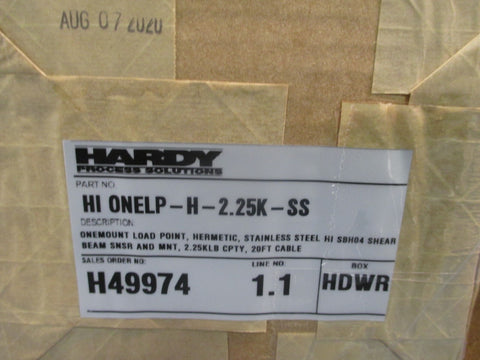 AUG 07 2020
HARDY
PROCESS SOLUTIONS
PART NO.
HI ONELP-H-2.25K-SS
DESCRIPTION:
ONEMOUNT LOAD POINT, HERMETIC, STAINLESS STEEL HI SBH04 SHEAR
BEAM SNSR AND MNT, 2.25KLB CPTY, 20FT CABLE
SALES ORDER NO: LINE NO. BOX
H49974 1.1 HDWR